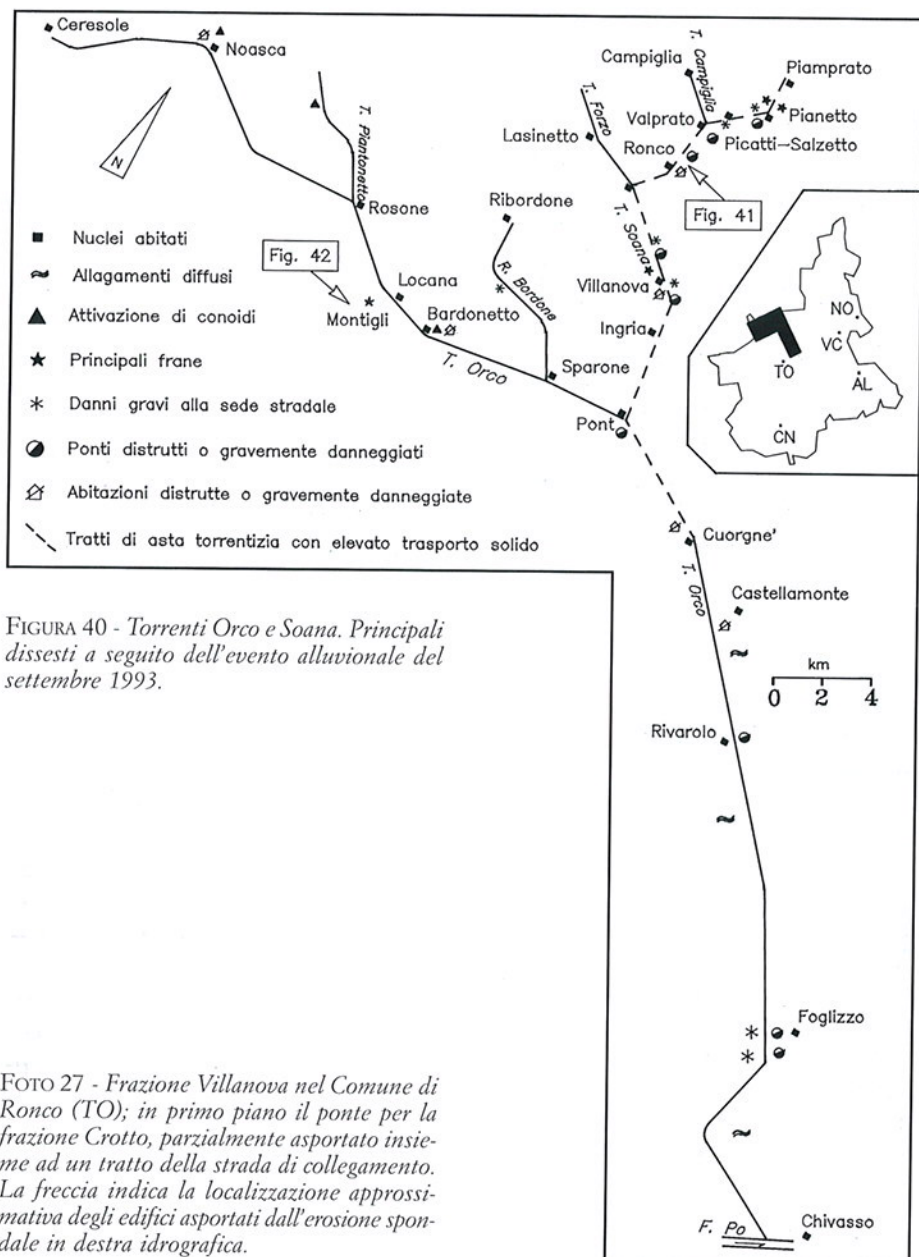 Ceresole
Noasca
T. Piantonetto
Rosone
N
Nuclei abitati
Allagamenti diffusi
Attivazione di conoidi
Principali frane
Danni gravi alla sede stradale
Ponti distrutti o gravemente danneggiati
Abitazioni distrutte o gravemente danneggiate
Tratti di asta torrentizia con elevato trasporto solido
Fig. 42
Montigli
Locana
Bardonetto
T. Orco
Ribordone
R. Bordone
Sparone
Pont
Campiglia
T. Campiglia
Piamprato
T. Forzo
Valprato
Pianetto
Lasinetto
Ronco
Picatti-Salzetto
Fig. 41
T. Soana
Villanova
Ingria
NO
VC
TO
AL
CN
Cuorgne'
T. Orco
Castellamonte
km
0 2 4
Rivarolo
Foglizzo
F. Po
Chivasso
FIGURA 40 - Torrenti Orco e Soana. Principali
dissesti a seguito dell'evento alluvionale del
settembre 1993.
FOTO 27 - Frazione Villanova nel Comune di
Ronco (TO); in primo piano il ponte per la
frazione Crotto, parzialmente asportato insie-
me ad un tratto della strada di collegamento.
La freccia indica la localizzazione approssi-
mativa degli edifici asportati dall'erosione spon-
dale in destra idrografica.